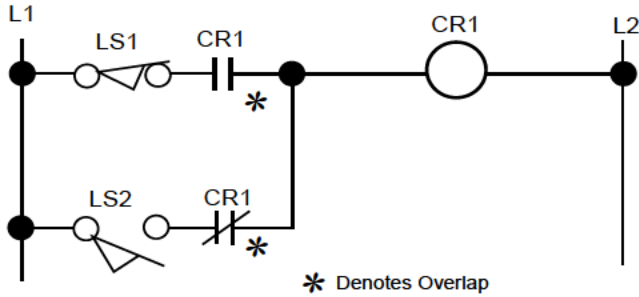 L1
L2
LS1
CR1
CR1
*
LS2
CR1
*
* Denotes Overlap